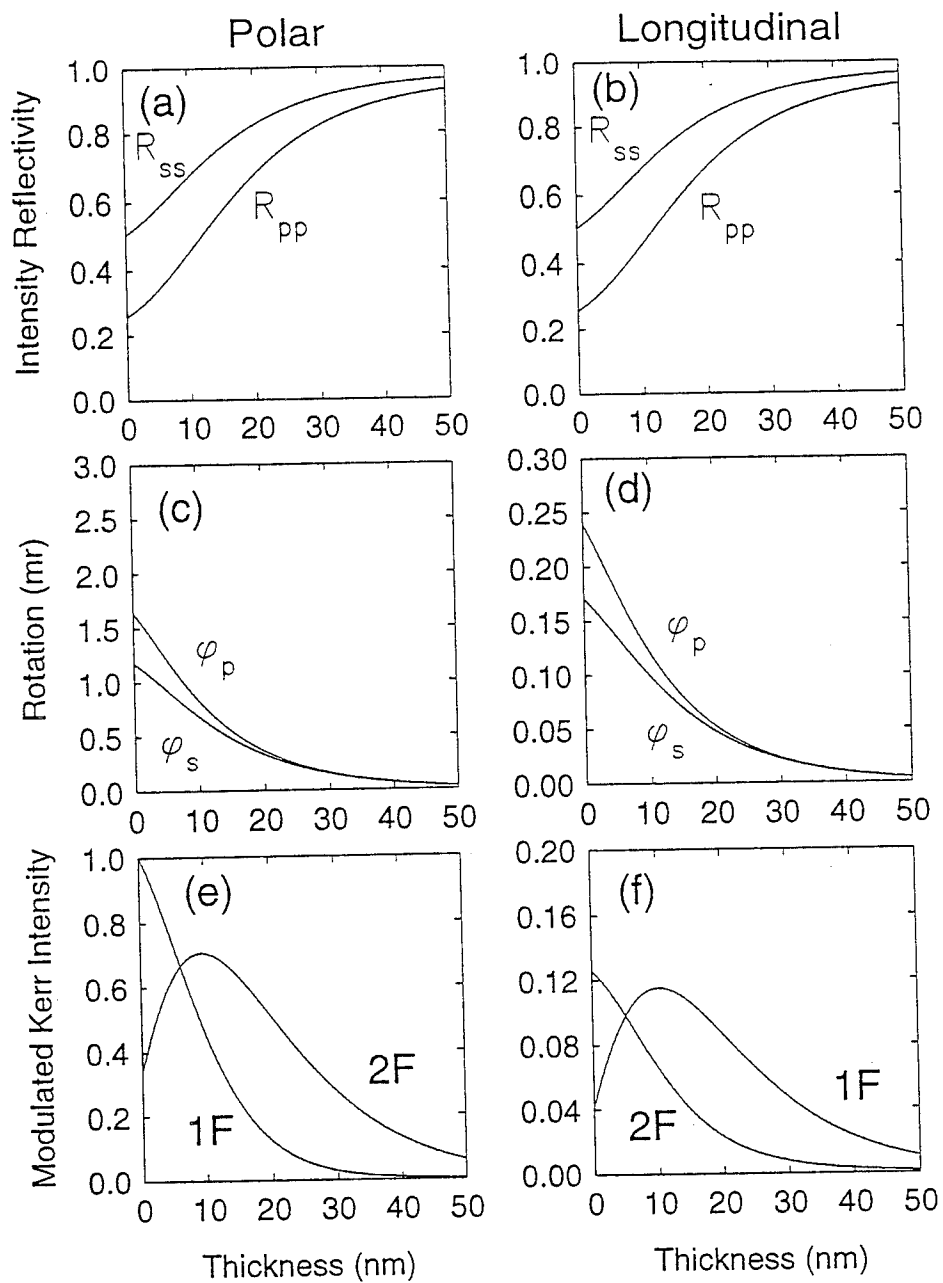 Polar
Longitudinal
Intensity Reflectivity
1.0
0.8
0.6
0.4
0.2
0.0
(a)
R ss
R pp
0 10 20 30 40 50
1.0
0.8
0.6
0.4
0.2
0.0
(b)
R ss
R pp
0 10 20 30 40 50
Rotation (mr)
3.0
2.5
2.0
1.5
1.0
0.5
0.0
(c)
φ p
φ s
0 10 20 30 40 50
0.30
0.25
0.20
0.15
0.10
0.05
0.00
(d)
φ p
φ s
0 10 20 30 40 50
Modulated Kerr Intensity
1.0
0.8
0.6
0.4
0.2
0.0
(e)
2F
1F
0 10 20 30 40 50
Thickness (nm)
0.20
0.16
0.12
0.08
0.04
0.00
(f)
1F
2F
0 10 20 30 40 50
Thickness (nm)